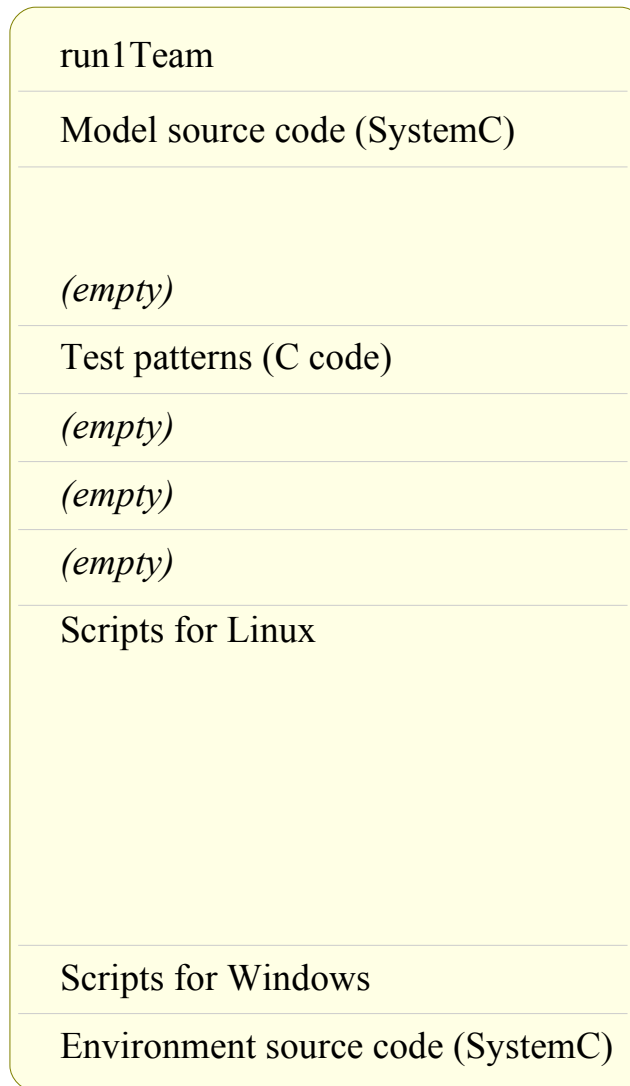 run1Team
Model source code (SystemC)
(empty)
Test patterns (C code)
(empty)
(empty)
(empty)
Scripts for Linux
Scripts for Windows
Environment source code (SystemC)